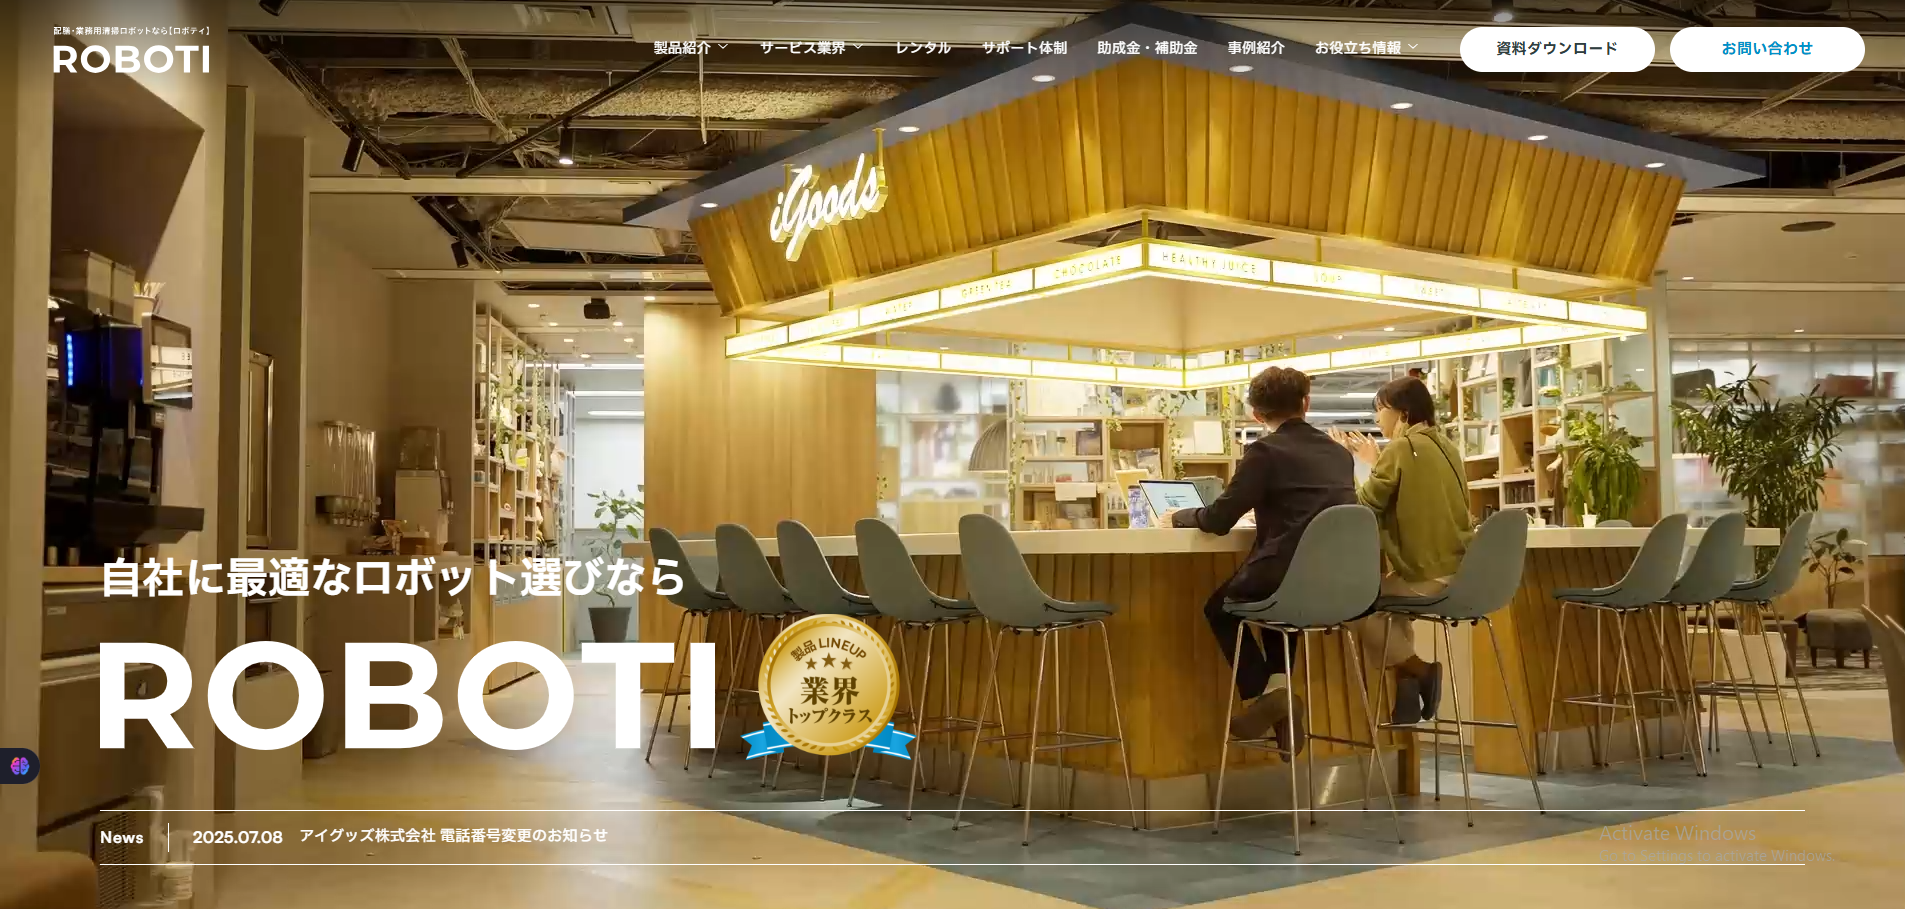 配膳・業務用清掃ロボットなら【ロボティ】
ROBOTI
製品紹介
サービス業界
レンタル
サポート体制
助成金・補助金
事例紹介
お役立ち情報
資料ダウンロード
お問い合わせ
iGoods
CHOCOLATE
HEALTHY JUICE
WATER
GREEN TEA
SOUP
自社に最適なロボット選びなら
ROBOTI
製品 LINEUP
業界
トップクラス
News
2025.07.08
アイグッズ株式会社 電話番号変更のお知らせ
Activate Windows
Go to Settings to activate Windows.